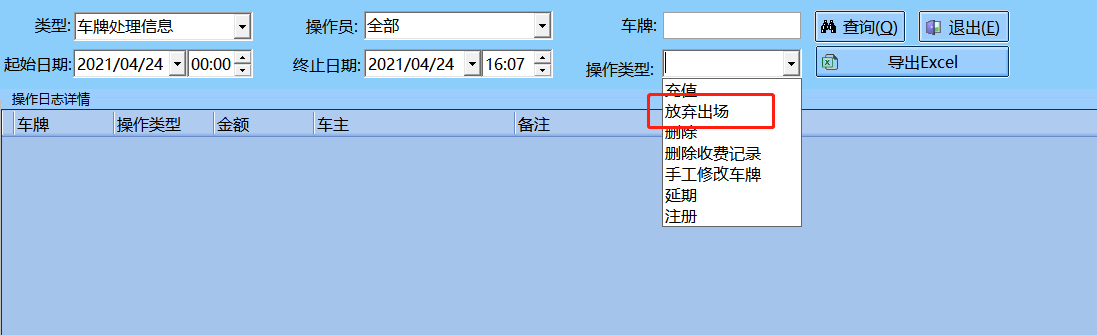 类型: 车牌处理信息 操作员: 全部 车牌: 查询(Q) 退出(E)
起始日期: 2021/04/24 00:00 终止日期: 2021/04/24 16:07 操作类型: 导出Excel
操作日志详情
车牌 操作类型 金额 车主 备注
充值
放弃出场
删除
删除收费记录
手工修改车牌
延期
注册